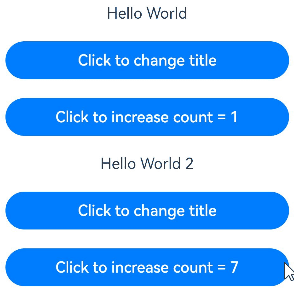 Hello World
Click to change title
Click to increase count = 1
Hello World 2
Click to change title
Click to increase count = 7